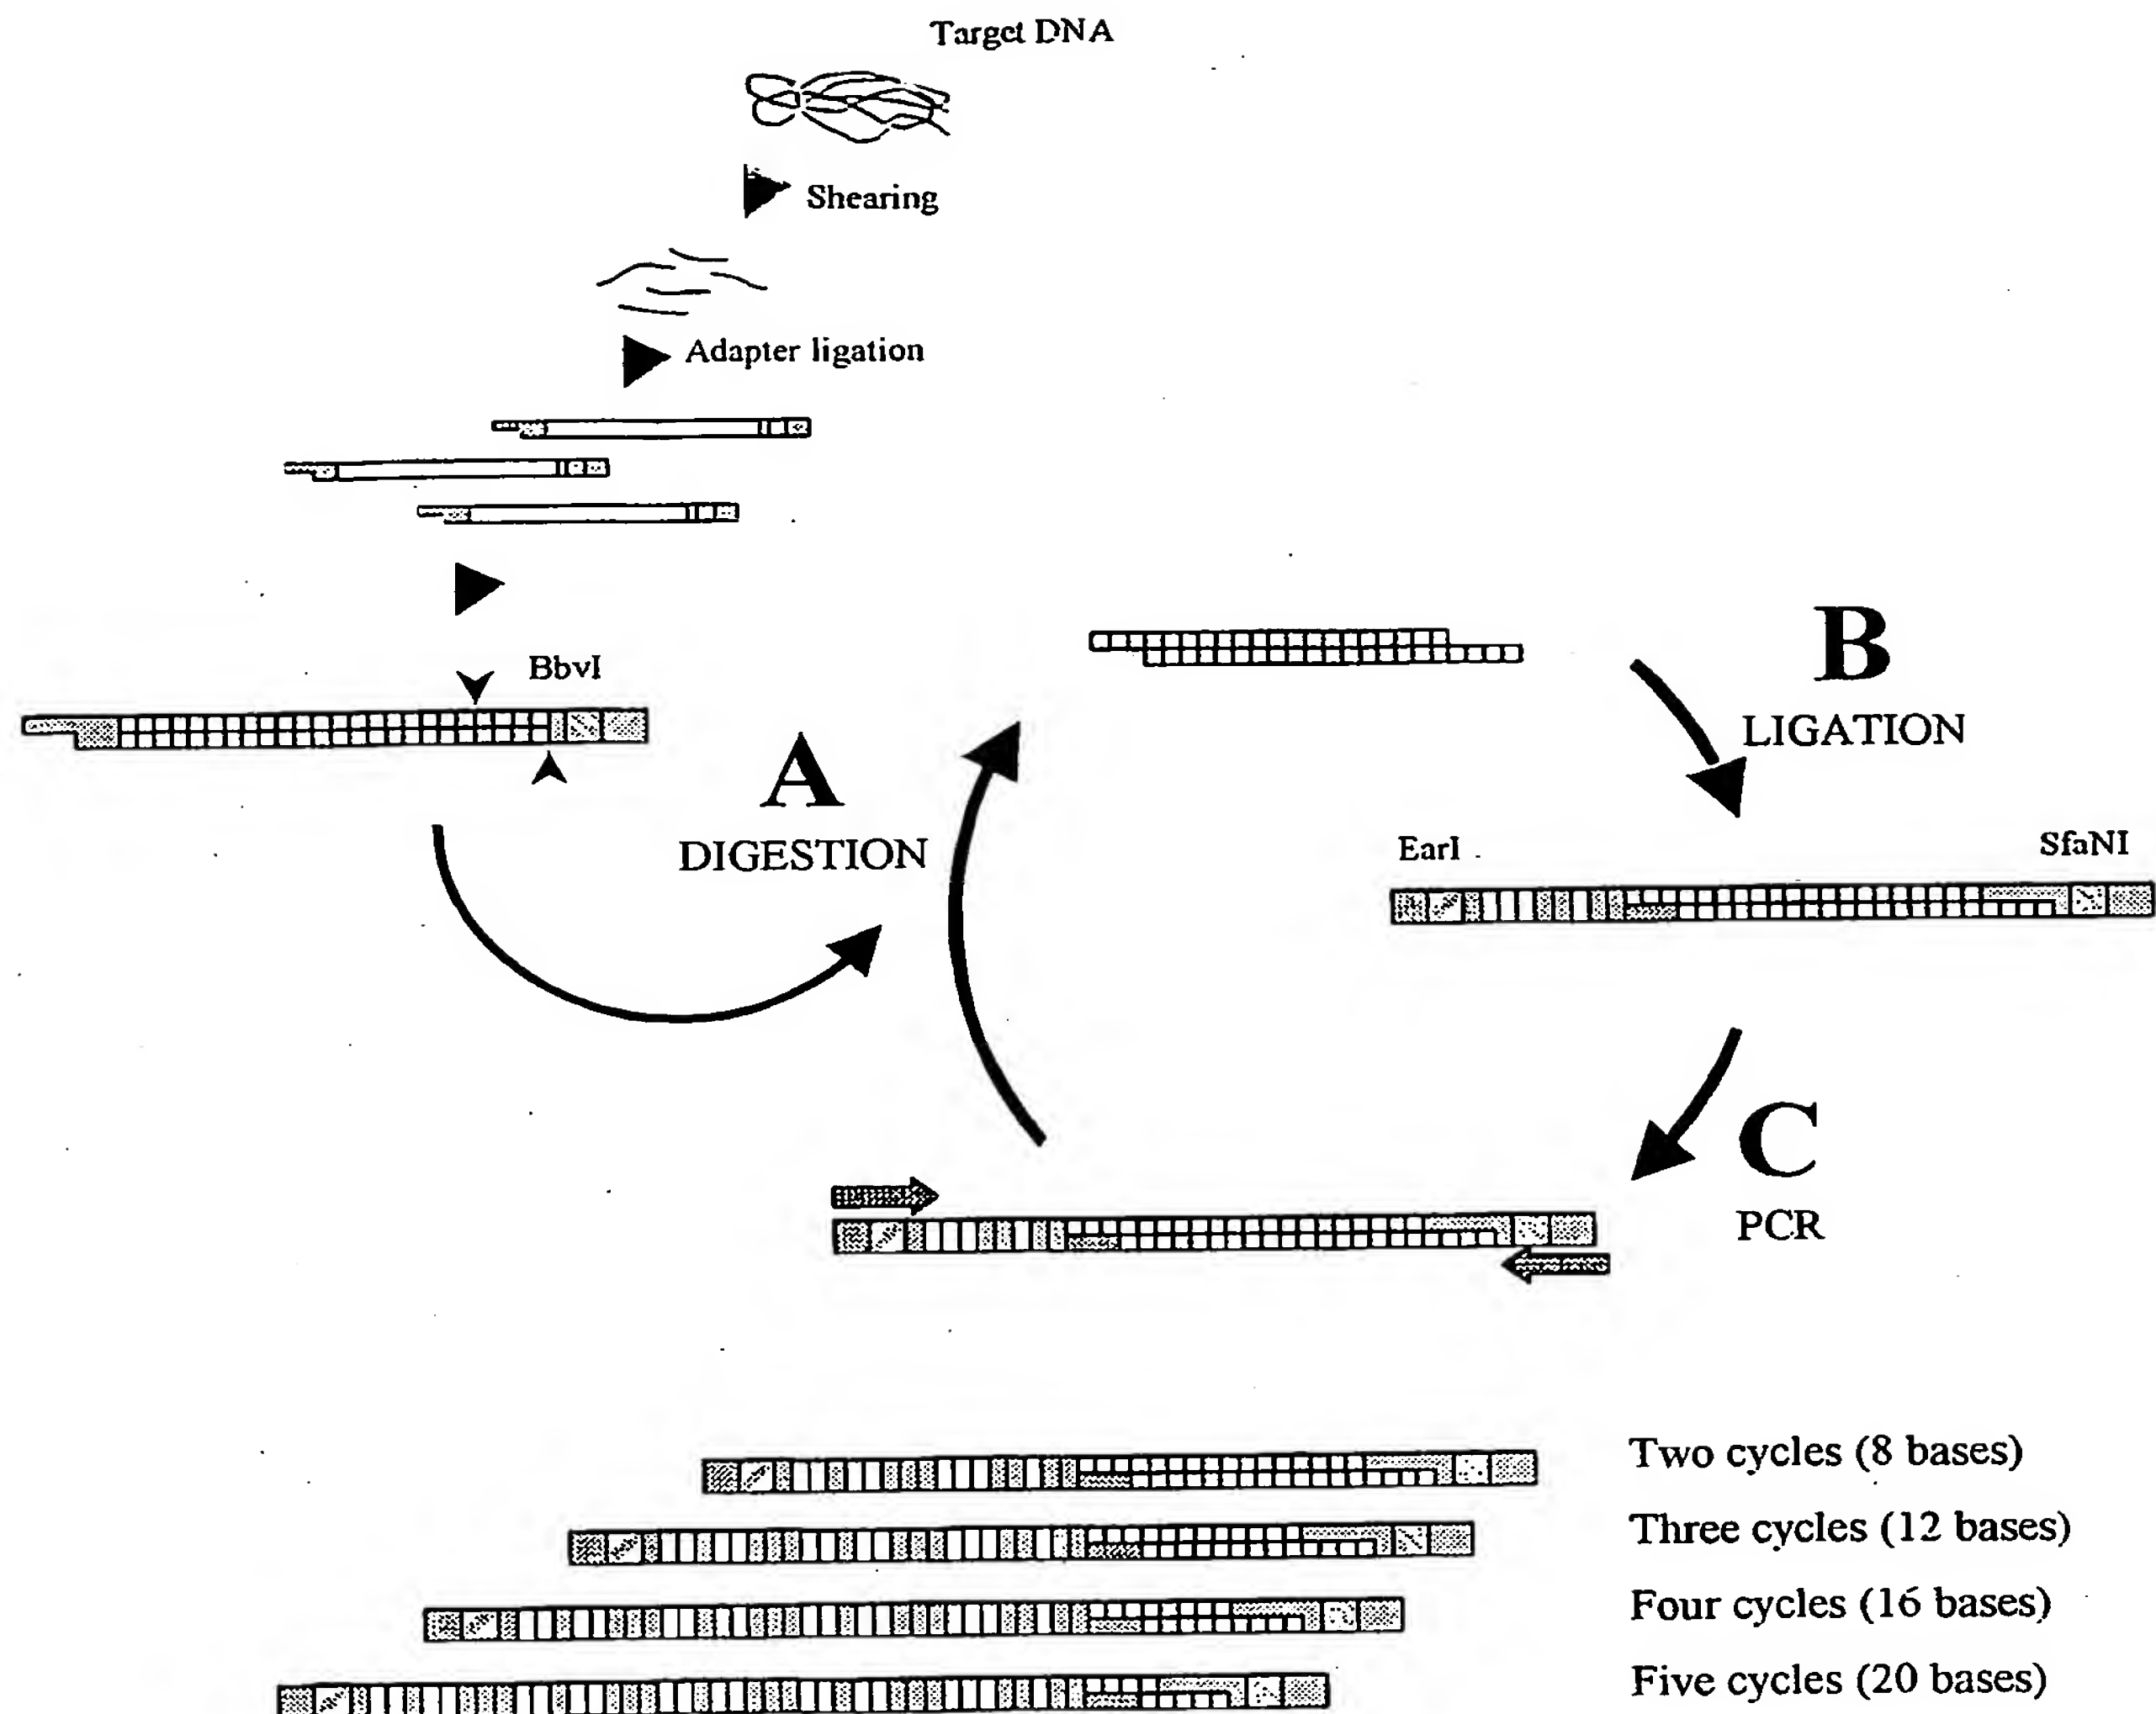 Target DNA
Shearing
Adapter ligation
BbvI
A
DIGESTION
B
LIGATION
EarI
SfaNI
C
PCR
Two cycles (8 bases)
Three cycles (12 bases)
Four cycles (16 bases)
Five cycles (20 bases)